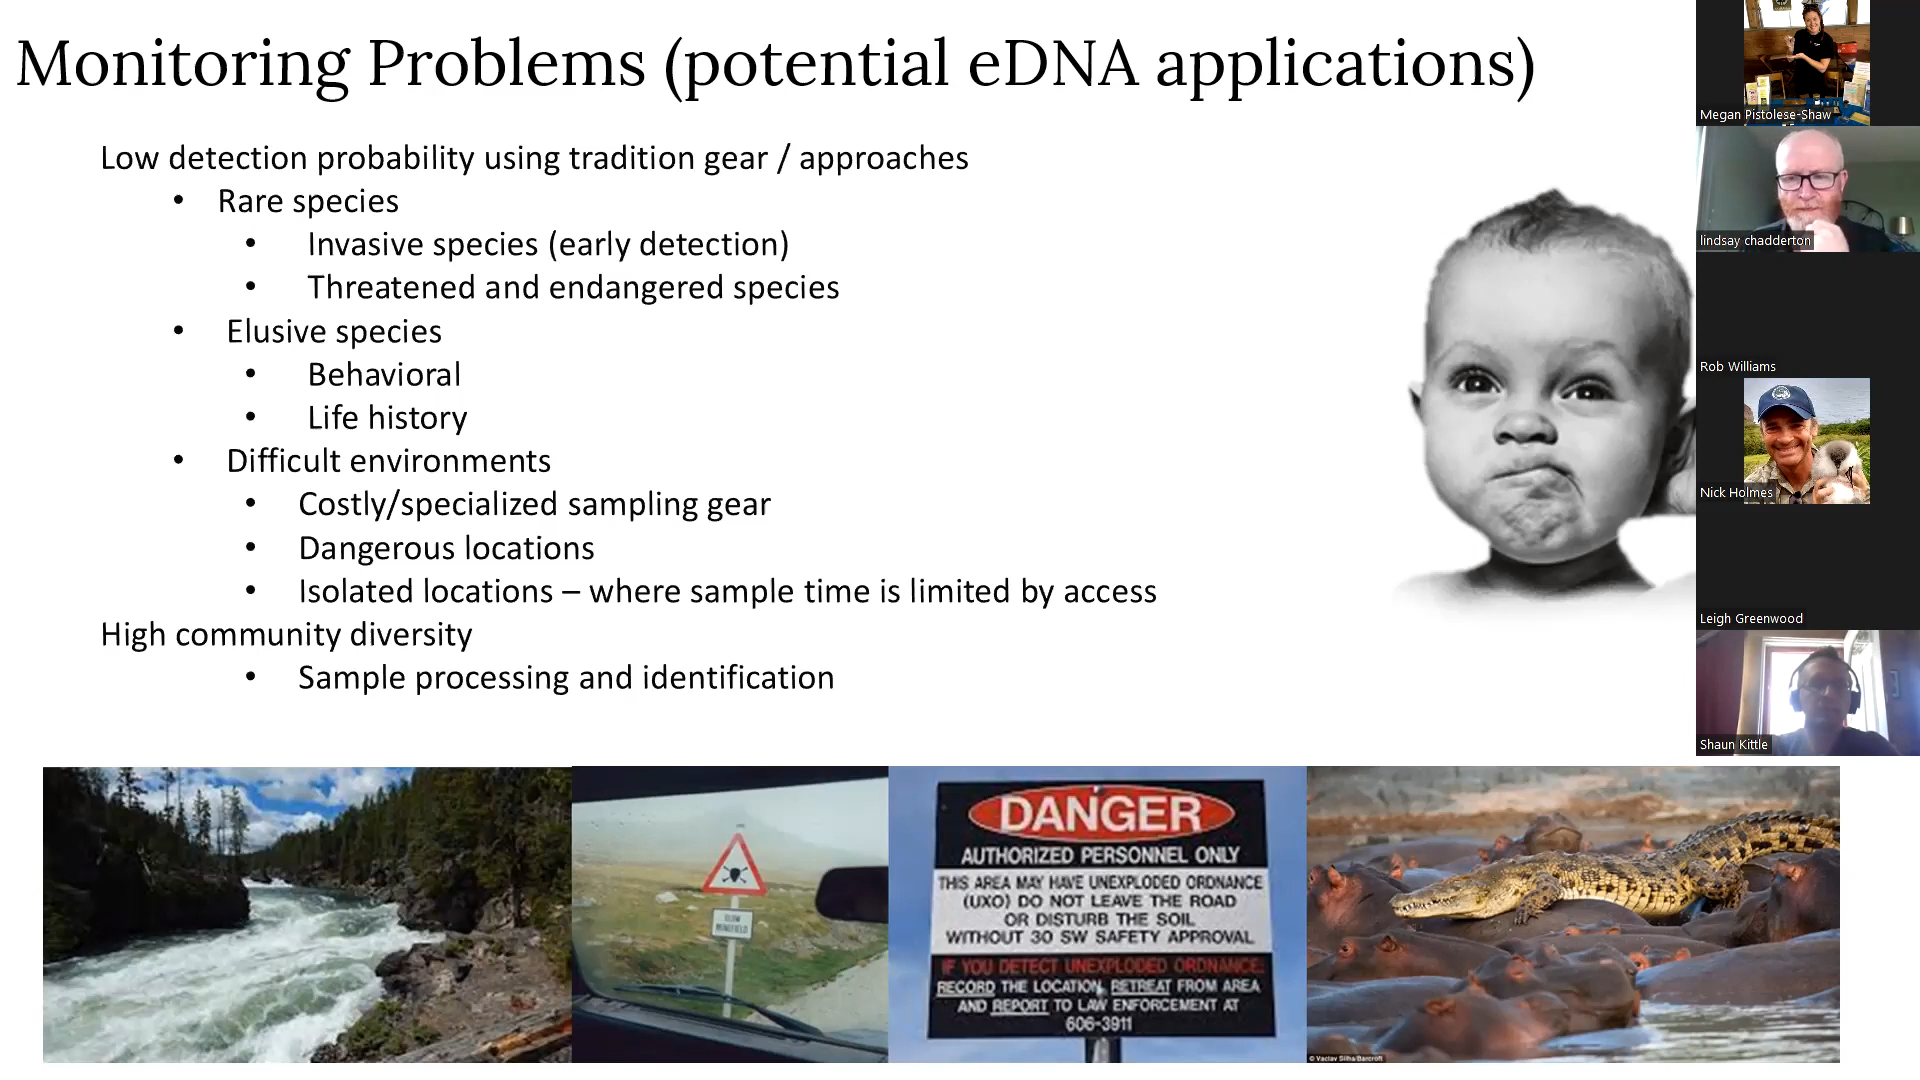 Monitoring Problems (potential eDNA applications)
Low detection probability using tradition gear / approaches
• Rare species
• Invasive species (early detection)
• Threatened and endangered species
• Elusive species
• Behavioral
• Life history
• Difficult environments
• Costly/specialized sampling gear
• Dangerous locations
• Isolated locations – where sample time is limited by access
High community diversity
• Sample processing and identification
SLOW
MINEFIELD
DANGER
AUTHORIZED PERSONNEL ONLY
THIS AREA MAY HAVE UNEXPLODED ORDNANCE
(UXO) DO NOT LEAVE THE ROAD
OR DISTURB THE SOIL
WITHOUT 30 SW SAFETY APPROVAL
IF YOU DETECT UNEXPLODED ORDNANCE:
RECORD THE LOCATION, RETREAT FROM AREA
AND REPORT TO LAW ENFORCEMENT AT
606-3911
© Vaclav Silha/Barcroft
Megan Pistolese-Shaw
lindsay chadderton
Rob Williams
Nick Holmes
Leigh Greenwood
Shaun Kittle